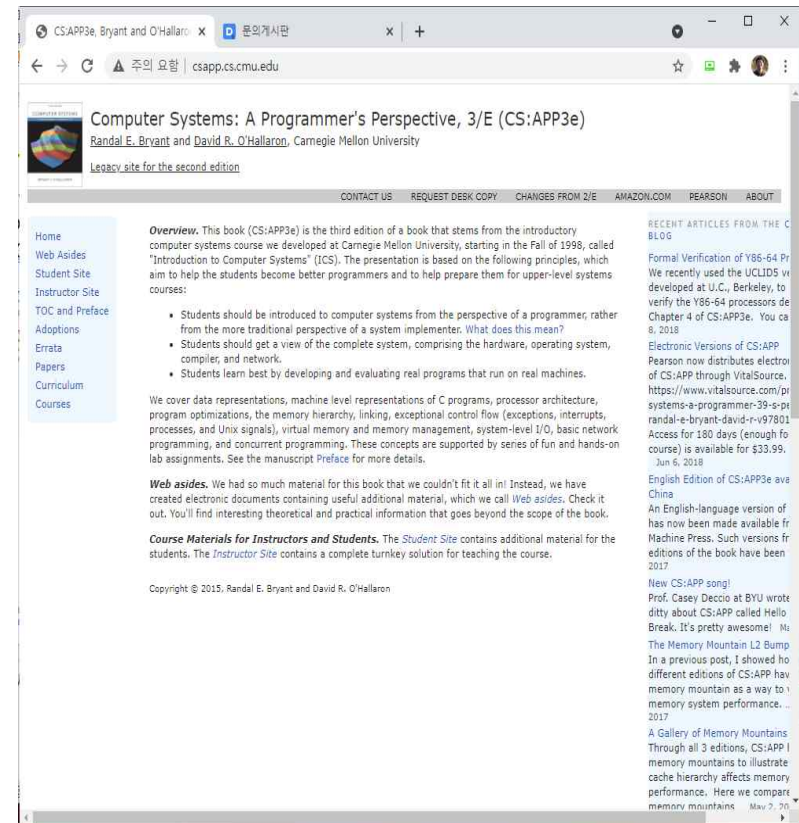 CS:APP3e, Bryant and O'Hallaro
문의게시판
주의 요함 | csapp.cs.cmu.edu
COMPUTER SYSTEMS
Computer Systems: A Programmer's Perspective, 3/E (CS:APP3e)
Randal E. Bryant and David R. O'Hallaron, Carnegie Mellon University
Legacy site for the second edition
CONTACT US REQUEST DESK COPY CHANGES FROM 2/E AMAZON.COM PEARSON ABOUT
Home
Web Asides
Student Site
Instructor Site
TOC and Preface
Adoptions
Errata
Papers
Curriculum
Courses
Overview. This book (CS:APP3e) is the third edition of a book that stems from the introductory
computer systems course we developed at Carnegie Mellon University, starting in the Fall of 1998, called
"Introduction to Computer Systems" (ICS). The presentation is based on the following principles, which
aim to help the students become better programmers and to help prepare them for upper-level systems
courses:
• Students should be introduced to computer systems from the perspective of a programmer, rather
from the more traditional perspective of a system implementer. What does this mean?
• Students should get a view of the complete system, comprising the hardware, operating system,
compiler, and network.
• Students learn best by developing and evaluating real programs that run on real machines.
We cover data representations, machine level representations of C programs, processor architecture,
program optimizations, the memory hierarchy, linking, exceptional control flow (exceptions, interrupts,
processes, and Unix signals), virtual memory and memory management, system-level I/O, basic network
programming, and concurrent programming. These concepts are supported by series of fun and hands-on
lab assignments. See the manuscript Preface for more details.
Web asides. We had so much material for this book that we couldn't fit it all in! Instead, we have
created electronic documents containing useful additional material, which we call Web asides. Check it
out. You'll find interesting theoretical and practical information that goes beyond the scope of the book.
Course Materials for Instructors and Students. The Student Site contains additional material for the
students. The Instructor Site contains a complete turnkey solution for teaching the course.
Copyright © 2015, Randal E. Bryant and David R. O'Hallaron
RECENT ARTICLES FROM THE C
BLOG
Formal Verification of Y86-64 Pr
We recently used the UCLID5 ve
developed at U.C., Berkeley, to
verify the Y86-64 processors de
Chapter 4 of CS:APP3e. You ca
8, 2018
Electronic Versions of CS:APP
Pearson now distributes electron
of CS:APP through VitalSource.
https://www.vitalsource.com/pr
systems-a-programmer-39-s-pe
randal-e-bryant-david-r-v97801
Access for 180 days (enough fo
course) is available for $33.99.
Jun 6, 2018
English Edition of CS:APP3e ava
China
An English-language version of
has now been made available fr
Machine Press. Such versions fr
editions of the book have been
2017
New CS:APP song!
Prof. Casey Deccio at BYU wrote
ditty about CS:APP called Hello
Break. It's pretty awesome! Ma
The Memory Mountain L2 Bump
In a previous post, I showed ho
different editions of CS:APP hav
memory mountain as a way to v
memory system performance. ..
2017
A Gallery of Memory Mountains
Through all 3 editions, CS:APP h
memory mountains to illustrate
cache hierarchy affects memory
performance. Here we compare
memory mountains May 2, 20